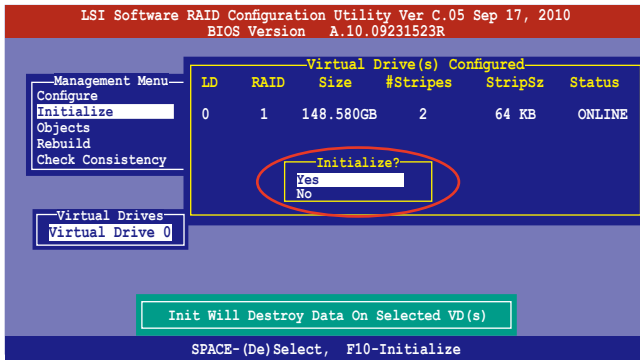 LSI Software RAID Configuration Utility Ver C.05 Sep 17, 2010
BIOS Version A.10.09231523R
Virtual Drive(s) Configured
LD RAID Size #Stripes StripSz Status
0 1 148.580GB 2 64 KB ONLINE
Management Menu
Configure
Initialize
Objects
Rebuild
Check Consistency
Initialize?
Yes
No
Virtual Drives
Virtual Drive 0
Init Will Destroy Data On Selected VD(s)
SPACE-(De)Select, F10-Initialize